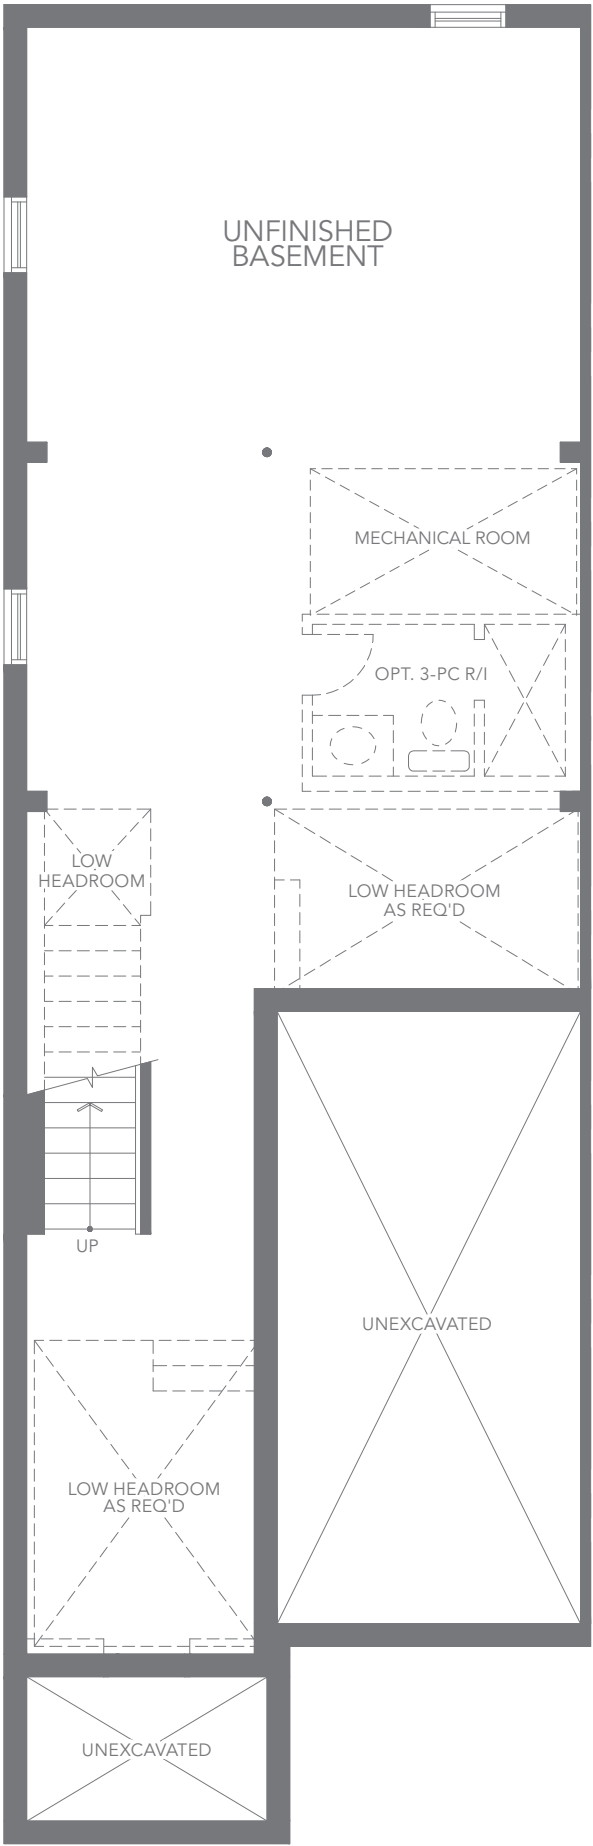 UNFINISHED
BASEMENT
MECHANICAL ROOM
OPT. 3-PC R/I
LOW
HEADROOM
LOW HEADROOM
AS REQ'D
UP
UNEXCAVATED
LOW HEADROOM
AS REQ'D
UNEXCAVATED